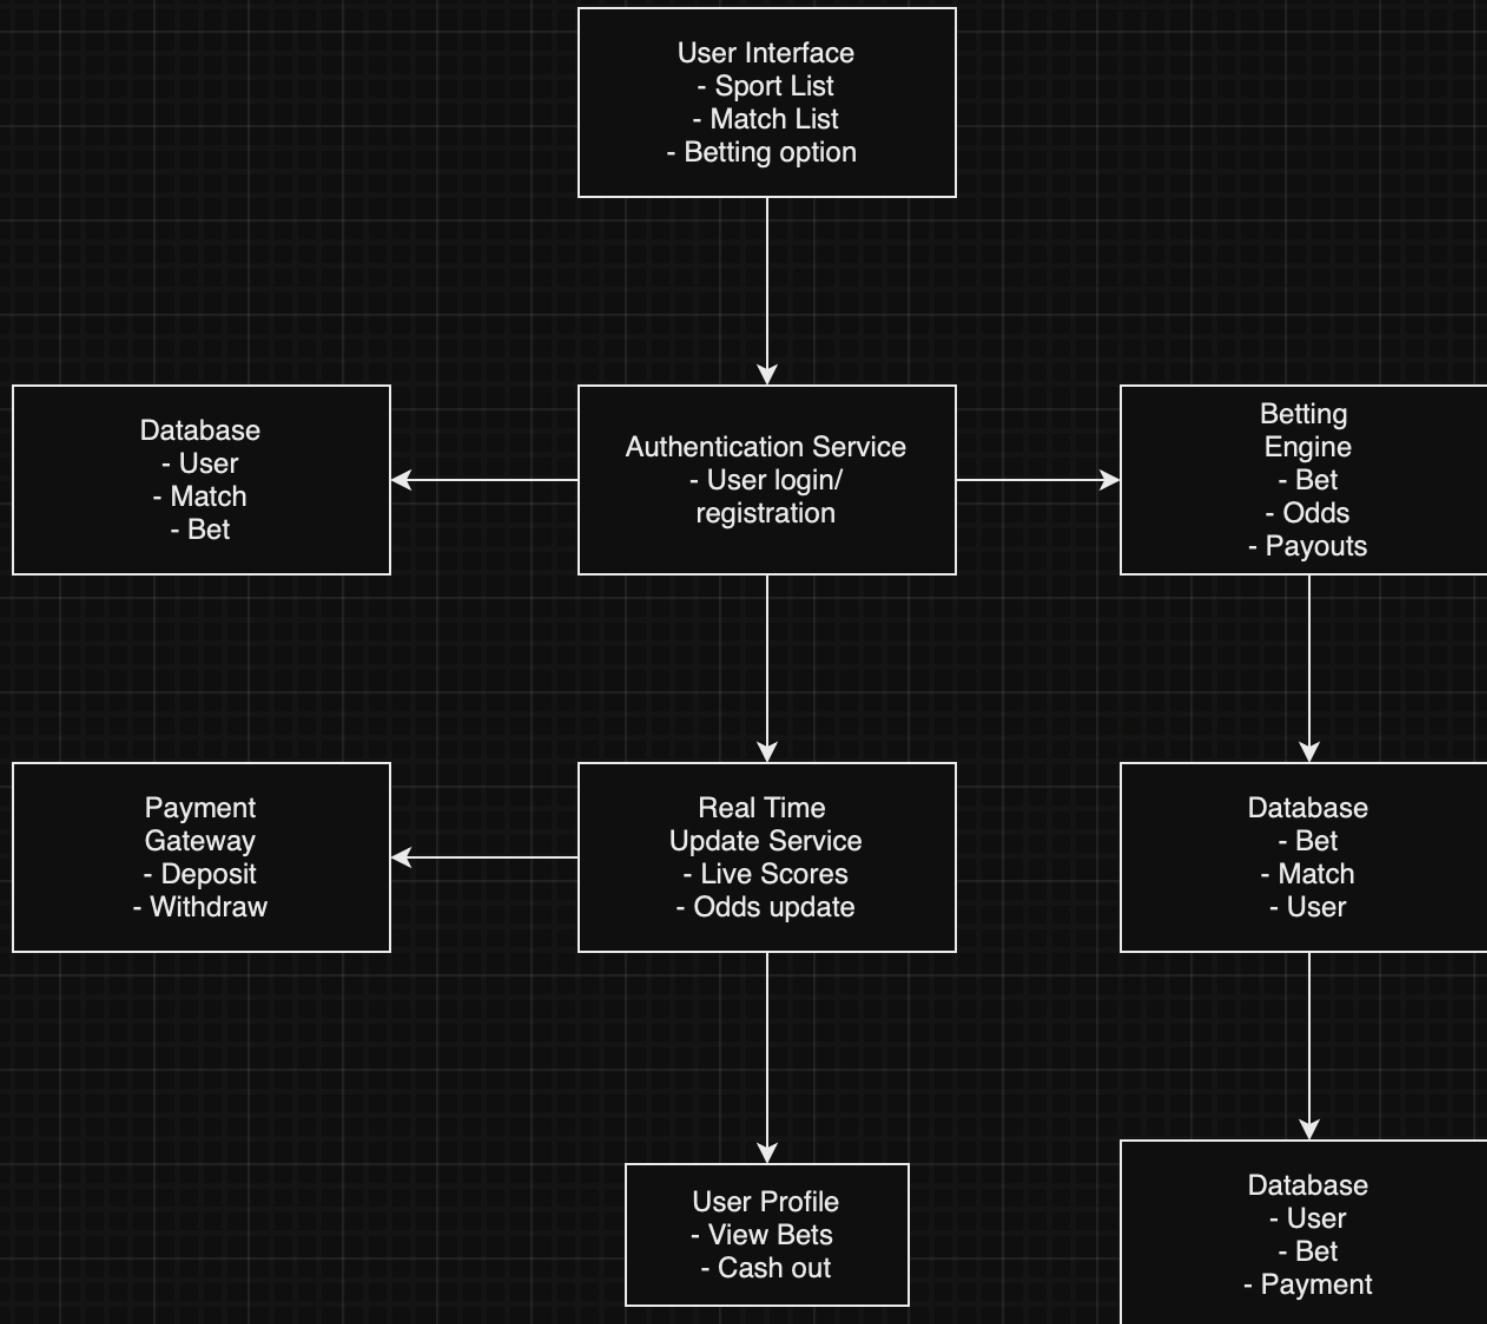 User Interface
- Sport List
- Match List
- Betting option
Database
- User
- Match
- Bet
Authentication Service
- User login/
registration
Betting
Engine
- Bet
- Odds
- Payouts
Payment
Gateway
- Deposit
- Withdraw
Real Time
Update Service
- Live Scores
- Odds update
Database
- Bet
- Match
- User
User Profile
- View Bets
- Cash out
Database
- User
- Bet
- Payment